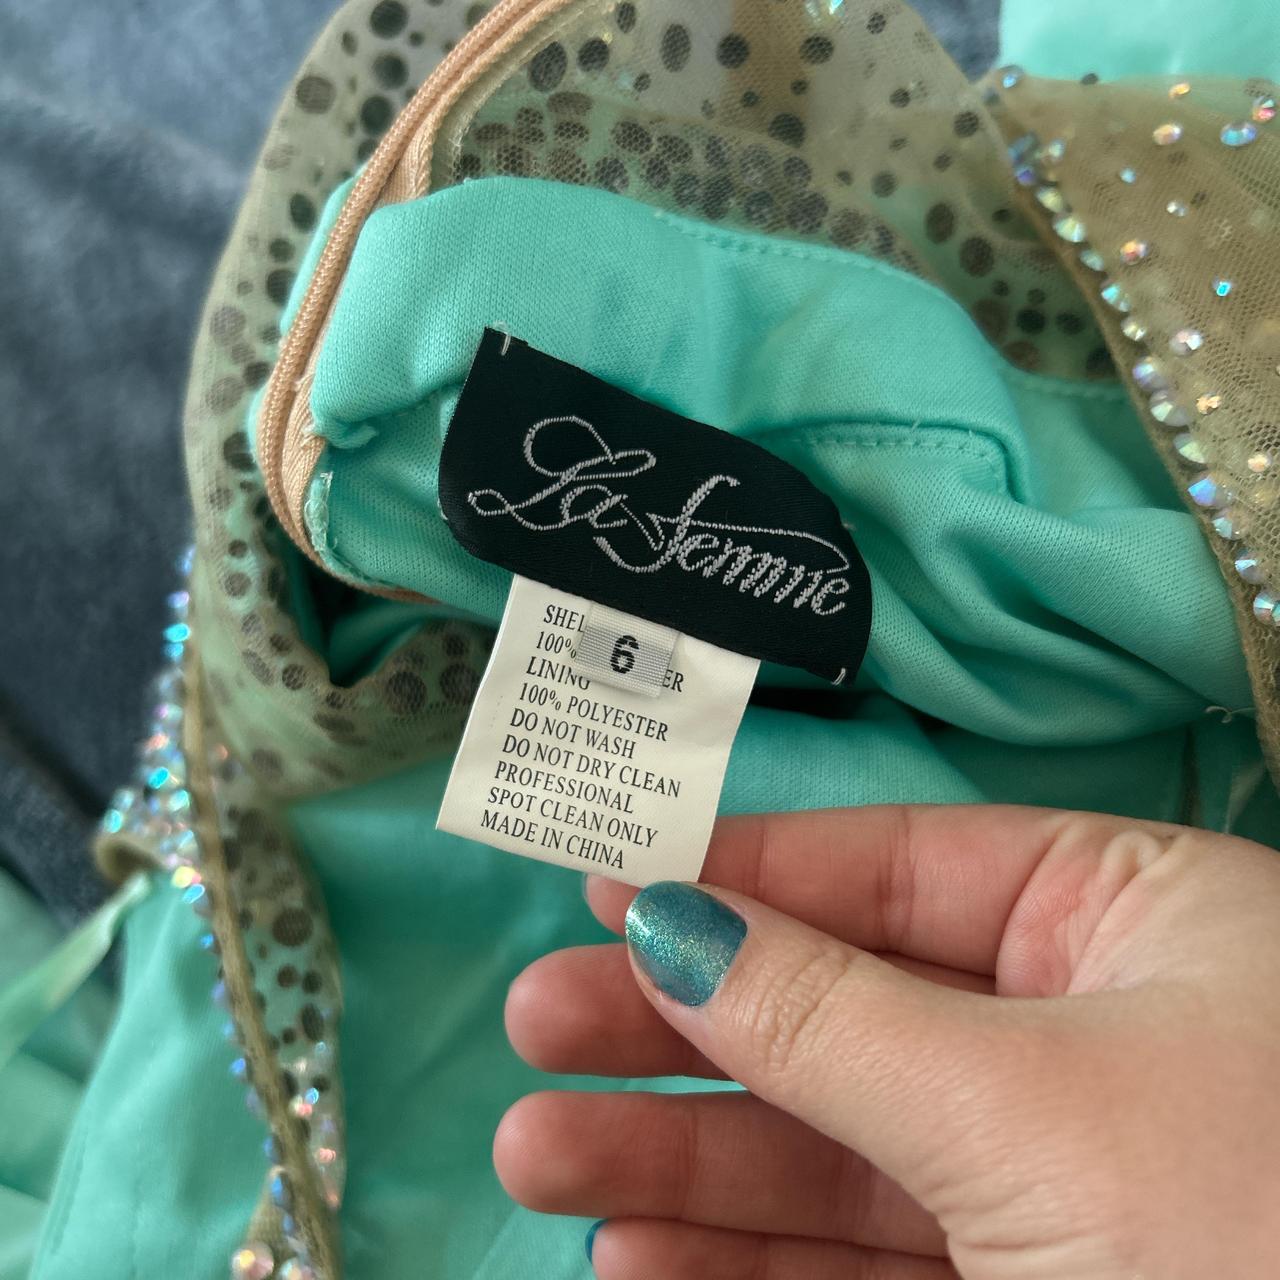 La Femme
6
SHEL
100% ER
LINING
100% POLYESTER
DO NOT WASH
DO NOT DRY CLEAN
PROFESSIONAL
SPOT CLEAN ONLY
MADE IN CHINA